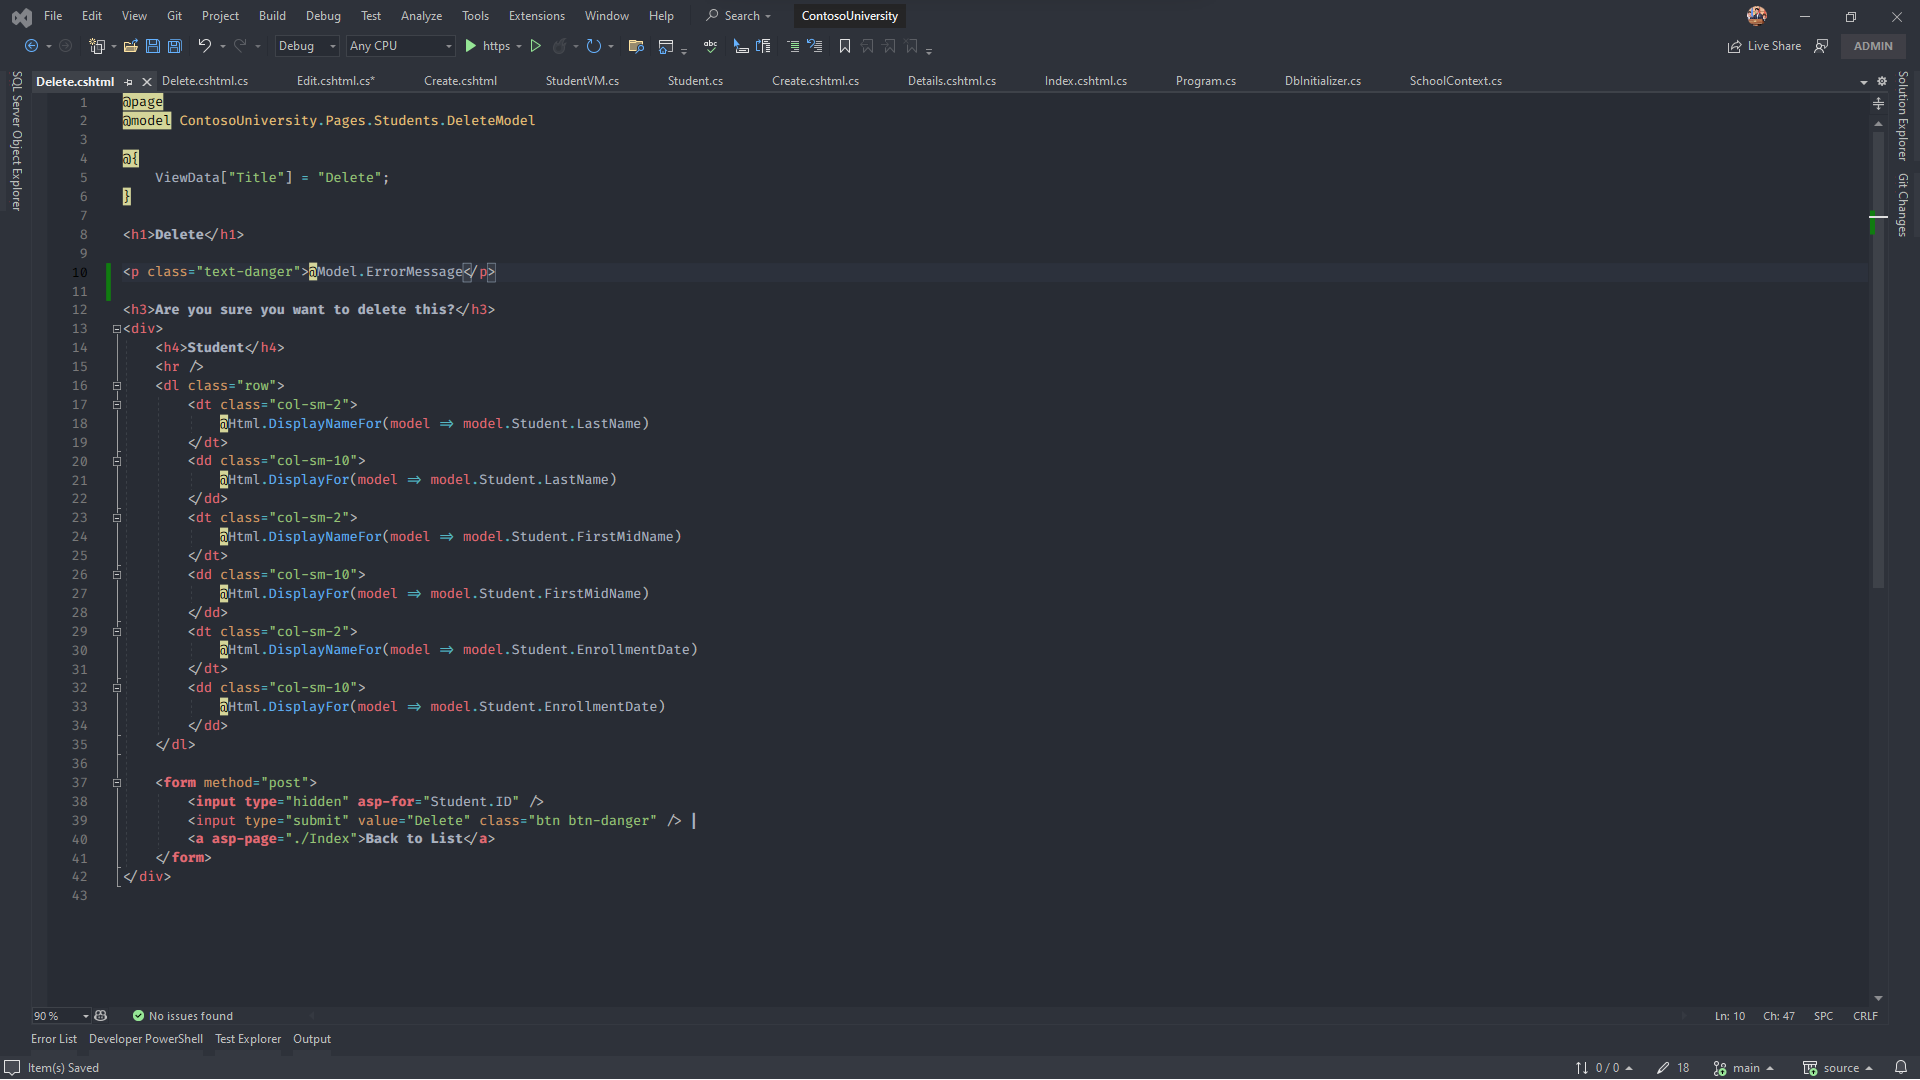 File Edit View Git Project Build Debug Test Analyze Tools Extensions Window Help Search ContosoUniversity
Debug Any CPU https abc Live Share ADMIN
Delete.cshtml Delete.cshtml.cs Edit.cshtml.cs* Create.cshtml StudentVM.cs Student.cs Create.cshtml.cs Details.cshtml.cs Index.cshtml.cs Program.cs DbInitializer.cs SchoolContext.cs
SQL Server Object Explorer
Solution Explorer
Git Changes
1 @page
2 @model ContosoUniversity.Pages.Students.DeleteModel
3
4 @{
5 ViewData["Title"] = "Delete";
6 }
7
8 <h1>Delete</h1>
9
10 <p class="text-danger">@Model.ErrorMessage</p>
11
12 <h3>Are you sure you want to delete this?</h3>
13 <div>
14 <h4>Student</h4>
15 <hr />
16 <dl class="row">
17 <dt class="col-sm-2">
18 @Html.DisplayNameFor(model => model.Student.LastName)
19 </dt>
20 <dd class="col-sm-10">
21 @Html.DisplayFor(model => model.Student.LastName)
22 </dd>
23 <dt class="col-sm-2">
24 @Html.DisplayNameFor(model => model.Student.FirstMidName)
25 </dt>
26 <dd class="col-sm-10">
27 @Html.DisplayFor(model => model.Student.FirstMidName)
28 </dd>
29 <dt class="col-sm-2">
30 @Html.DisplayNameFor(model => model.Student.EnrollmentDate)
31 </dt>
32 <dd class="col-sm-10">
33 @Html.DisplayFor(model => model.Student.EnrollmentDate)
34 </dd>
35 </dl>
36
37 <form method="post">
38 <input type="hidden" asp-for="Student.ID" />
39 <input type="submit" value="Delete" class="btn btn-danger" /> |
40 <a asp-page="./Index">Back to List</a>
41 </form>
42 </div>
43
90 % No issues found Ln: 10 Ch: 47 SPC CRLF
Error List Developer PowerShell Test Explorer Output
Item(s) Saved 0 / 0 18 main source